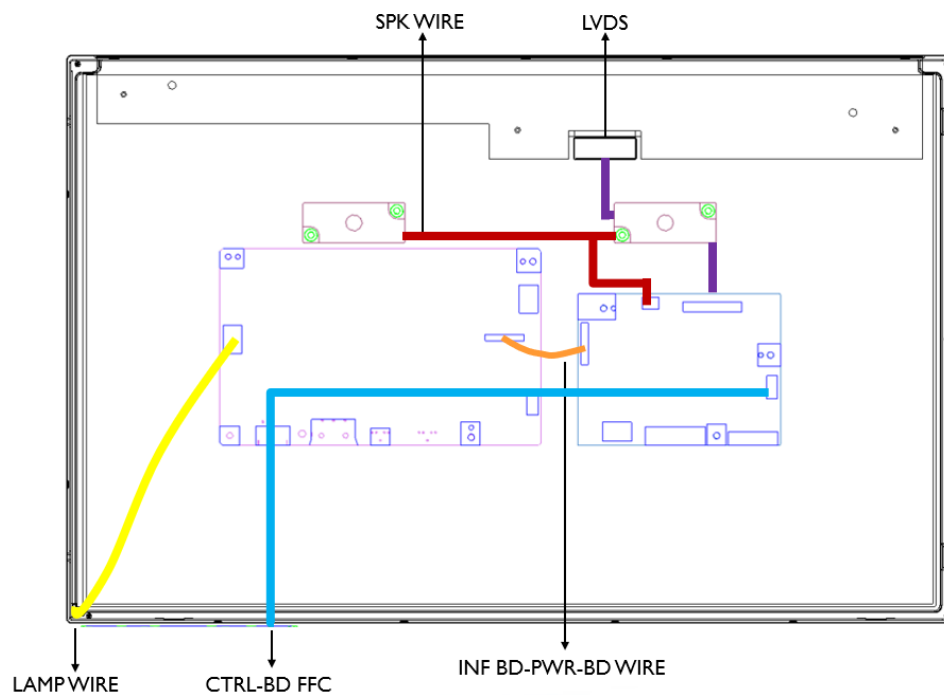 SPK WIRE
LVDS
LAMP WIRE
CTRL-BD FFC
INF BD-PWR-BD WIRE